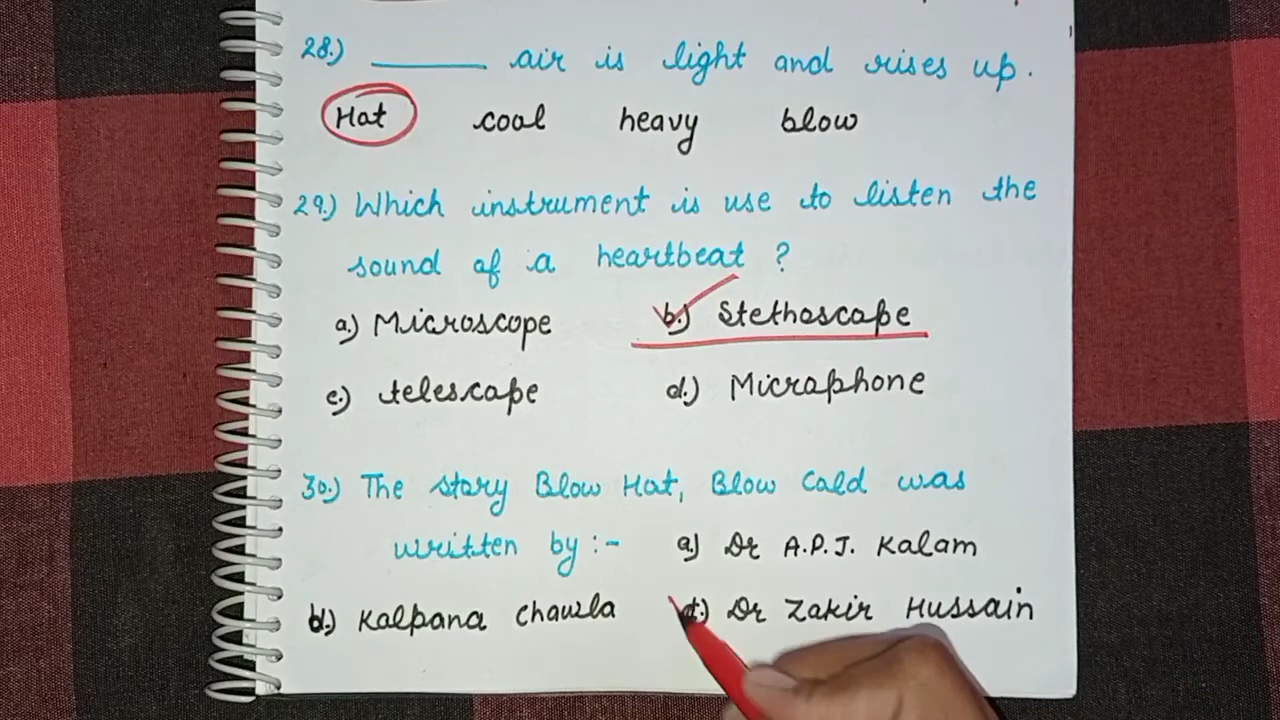 28.) ______ air is light and rises up.
Hot cool heavy blow
29.) Which instrument is use to listen the
sound of a heartbeat ?
a.) Microscope b.) Stethoscope
c.) telescope d.) Microphone
30.) The story Blow Hot, Blow Cold was
written by :- a.) Dr A.P.J. Kalam
b.) Kalpana Chawla d.) Dr Zakir Hussain